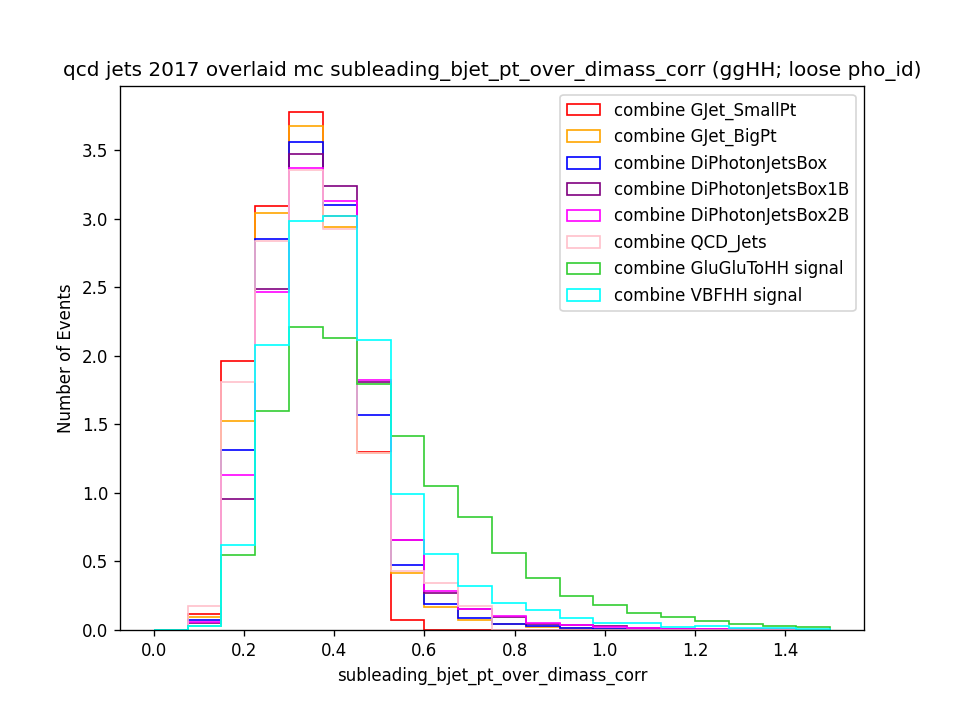 qcd jets 2017 overlaid mc subleading_bjet_pt_over_dimass_corr (ggHH; loose pho_id)
combine GJet_SmallPt
combine GJet_BigPt
combine DiPhotonJetsBox
combine DiPhotonJetsBox1B
combine DiPhotonJetsBox2B
combine QCD_Jets
combine GluGluToHH signal
combine VBFHH signal
Number of Events
3.5
3.0
2.5
2.0
1.5
1.0
0.5
0.0
0.0 0.2 0.4 0.6 0.8 1.0 1.2 1.4
subleading_bjet_pt_over_dimass_corr